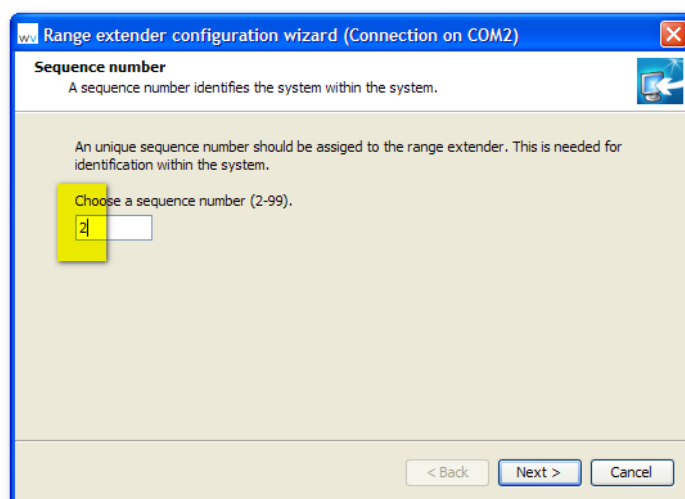 wv Range extender configuration wizard (Connection on COM2)
Sequence number
A sequence number identifies the system within the system.
An unique sequence number should be assiged to the range extender. This is needed for
identification within the system.
Choose a sequence number (2-99).
2
< Back Next > Cancel